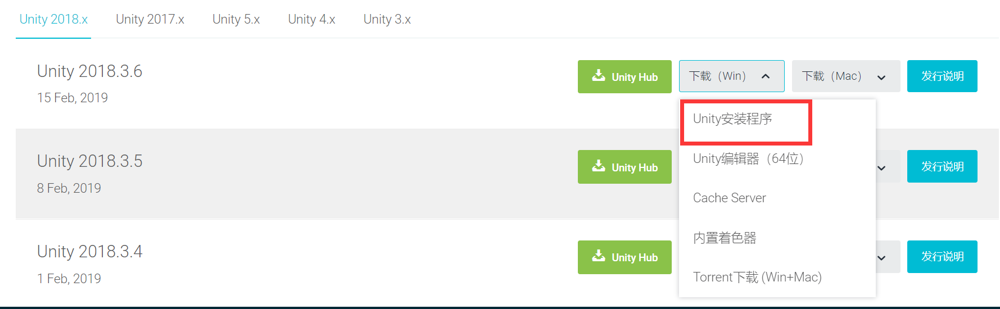 Unity 2018.x Unity 2017.x Unity 5.x Unity 4.x Unity 3.x
Unity 2018.3.6
15 Feb, 2019
Unity Hub
下载（Win）
下载（Mac）
发行说明
Unity安装程序
Unity编辑器（64位）
Cache Server
内置着色器
Torrent下载 (Win+Mac)
Unity 2018.3.5
8 Feb, 2019
Unity Hub
发行说明
Unity 2018.3.4
1 Feb, 2019
Unity Hub
发行说明